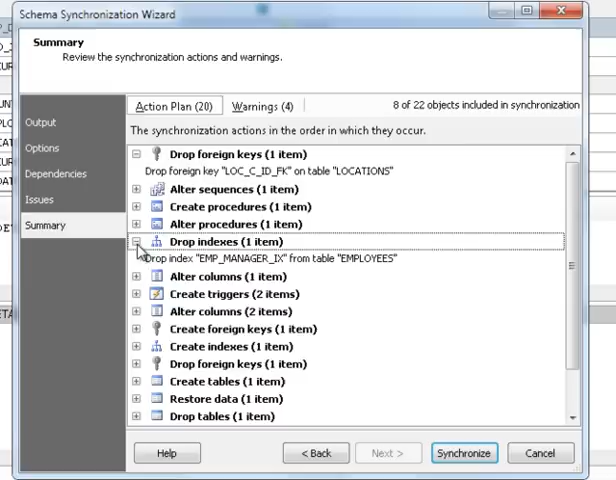 Schema Synchronization Wizard
Summary
Review the synchronization actions and warnings.
Output
Options
Dependencies
Issues
Summary
Action Plan (20) Warnings (4) 8 of 22 objects included in synchronization
The synchronization actions in the order in which they occur.
Drop foreign keys (1 item)
Drop foreign key "LOC_C_ID_FK" on table "LOCATIONS"
Alter sequences (1 item)
Create procedures (1 item)
Alter procedures (1 item)
Drop indexes (1 item)
Drop index "EMP_MANAGER_IX" from table "EMPLOYEES"
Alter columns (1 item)
Create triggers (2 items)
Alter columns (2 items)
Create foreign keys (1 item)
Create indexes (1 item)
Drop foreign keys (1 item)
Create tables (1 item)
Restore data (1 item)
Drop tables (1 item)
Help < Back Next > Synchronize Cancel